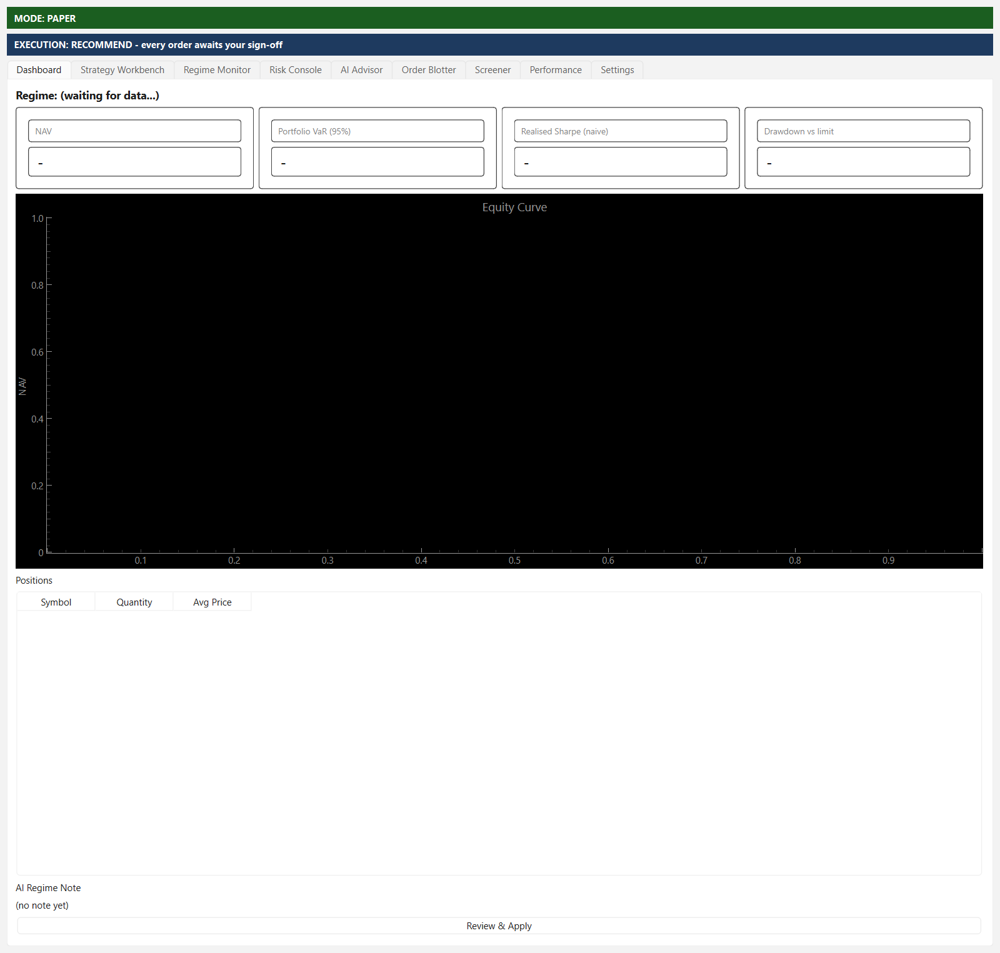 MODE: PAPER
EXECUTION: RECOMMEND - every order awaits your sign-off
Dashboard Strategy Workbench Regime Monitor Risk Console AI Advisor Order Blotter Screener Performance Settings
Regime: (waiting for data...)
NAV Portfolio VaR (95%) Realised Sharpe (naive) Drawdown vs limit
- - - -
Equity Curve
1.0
0.8
0.6
NAV
0.4
0.2
0
0.1 0.2 0.3 0.4 0.5 0.6 0.7 0.8 0.9
Positions
Symbol Quantity Avg Price
AI Regime Note
(no note yet)
Review & Apply